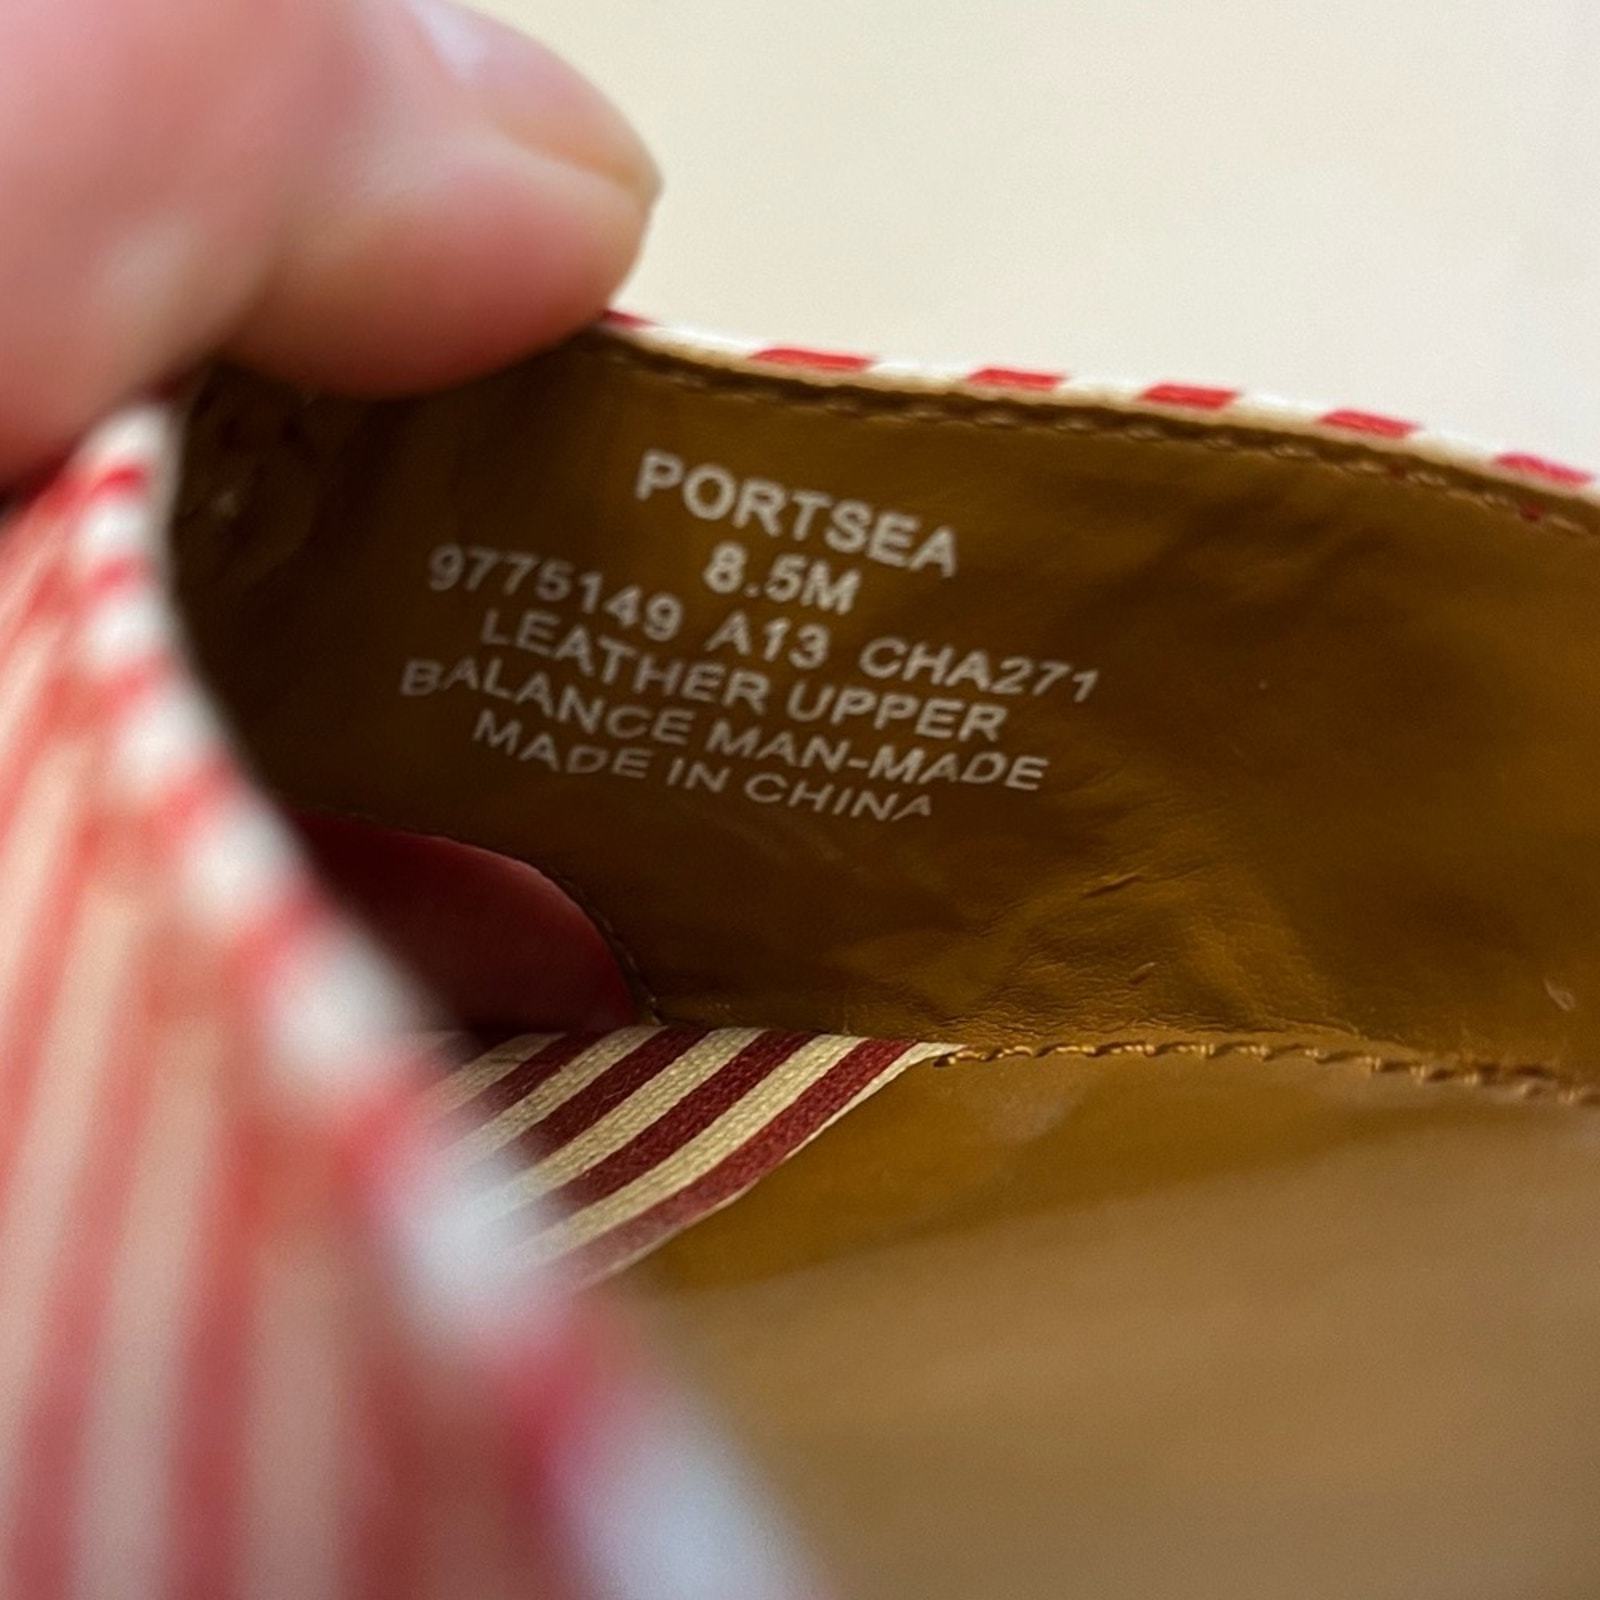 PORTSEA
8.5M
9775149 A13 CHA271
LEATHER UPPER
BALANCE MAN-MADE
MADE IN CHINA